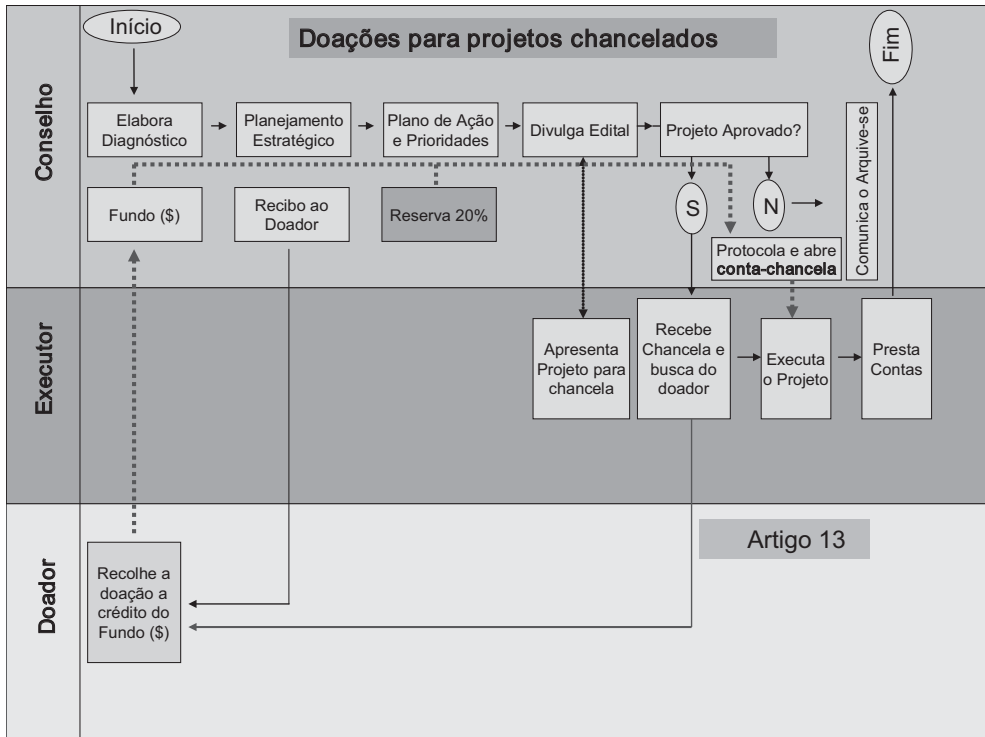 Início
Doações para projetos chancelados
Fim
Conselho
Elabora
Diagnóstico
Planejamento
Estratégico
Plano de Ação
e Prioridades
Divulga Edital
Projeto Aprovado?
Comunica o Arquive-se
Fundo ($)
Recibo ao
Doador
Reserva 20%
S
N
Protocola e abre
conta-chancela
Executor
Apresenta
Projeto para
chancela
Recebe
Chancela e
busca do
doador
Executa
o Projeto
Presta
Contas
Doador
Artigo 13
Recolhe a
doação a
crédito do
Fundo ($)